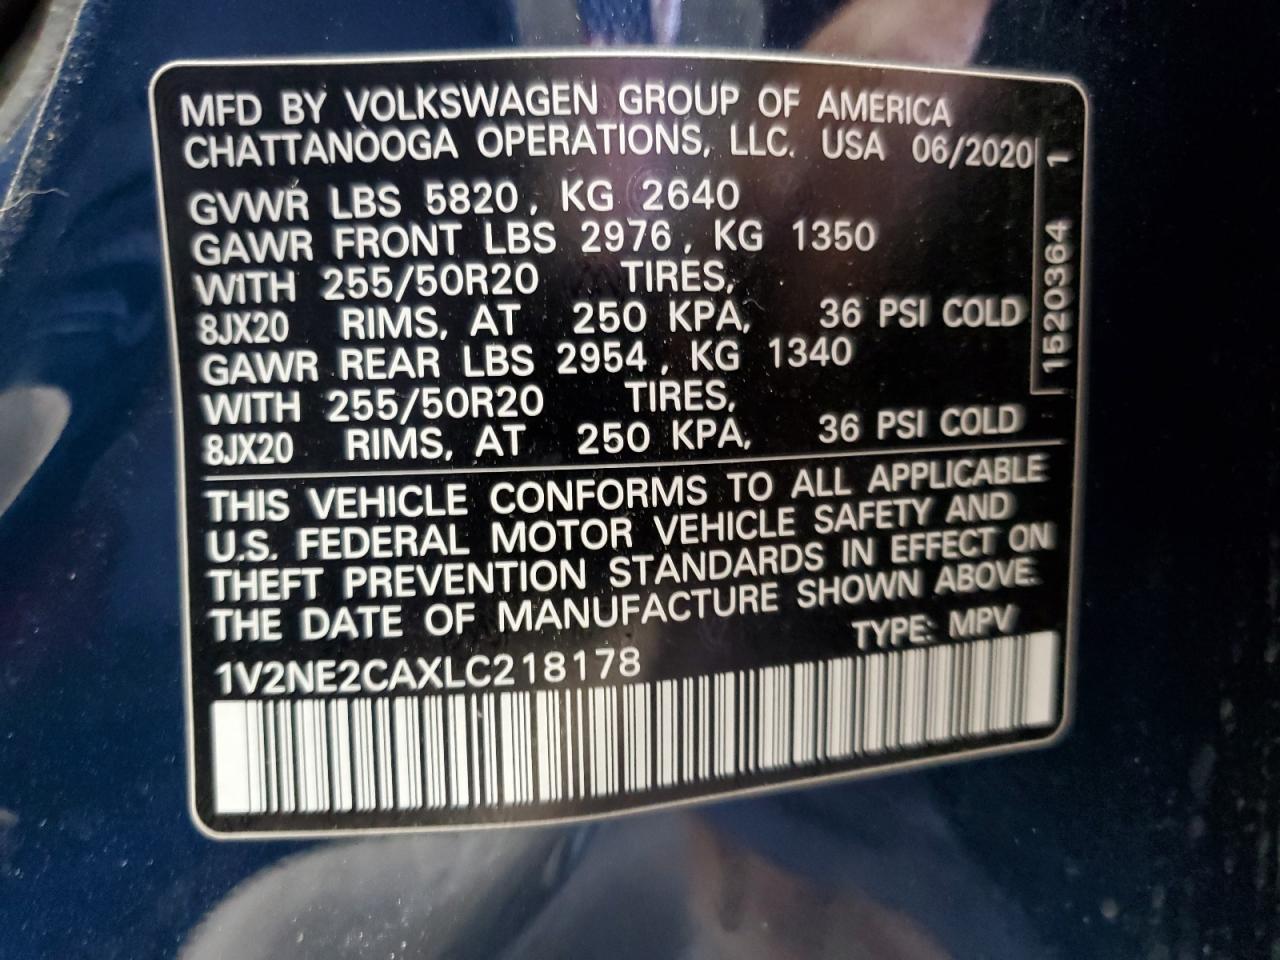 MFD BY VOLKSWAGEN GROUP OF AMERICA
CHATTANOOGA OPERATIONS, LLC. USA 06/2020
GVWR LBS 5820, KG 2640
GAWR FRONT LBS 2976, KG 1350
WITH 255/50R20 TIRES,
8JX20 RIMS, AT 250 KPA, 36 PSI COLD
GAWR REAR LBS 2954, KG 1340
WITH 255/50R20 TIRES,
8JX20 RIMS, AT 250 KPA, 36 PSI COLD
1520364 1
THIS VEHICLE CONFORMS TO ALL APPLICABLE
U.S. FEDERAL MOTOR VEHICLE SAFETY AND
THEFT PREVENTION STANDARDS IN EFFECT ON
THE DATE OF MANUFACTURE SHOWN ABOVE.
TYPE: MPV
1V2NE2CAXLC218178